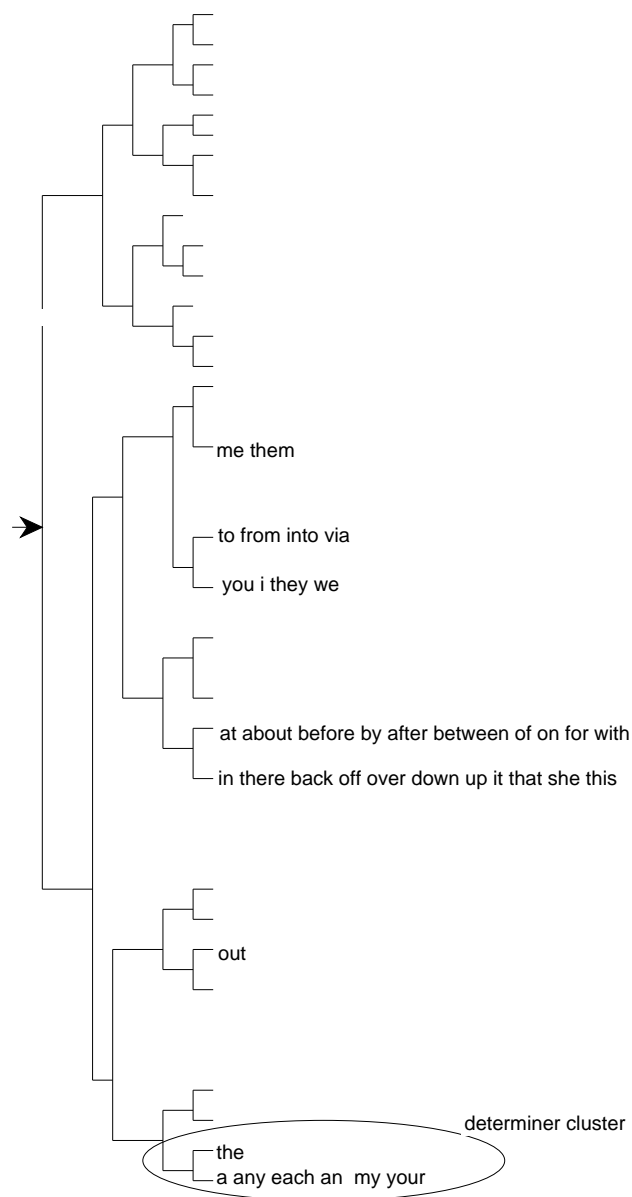 me them
to from into via
you i they we
at about before by after between of on for with
in there back off over down up it that she this
out
determiner cluster
the
a any each an my your